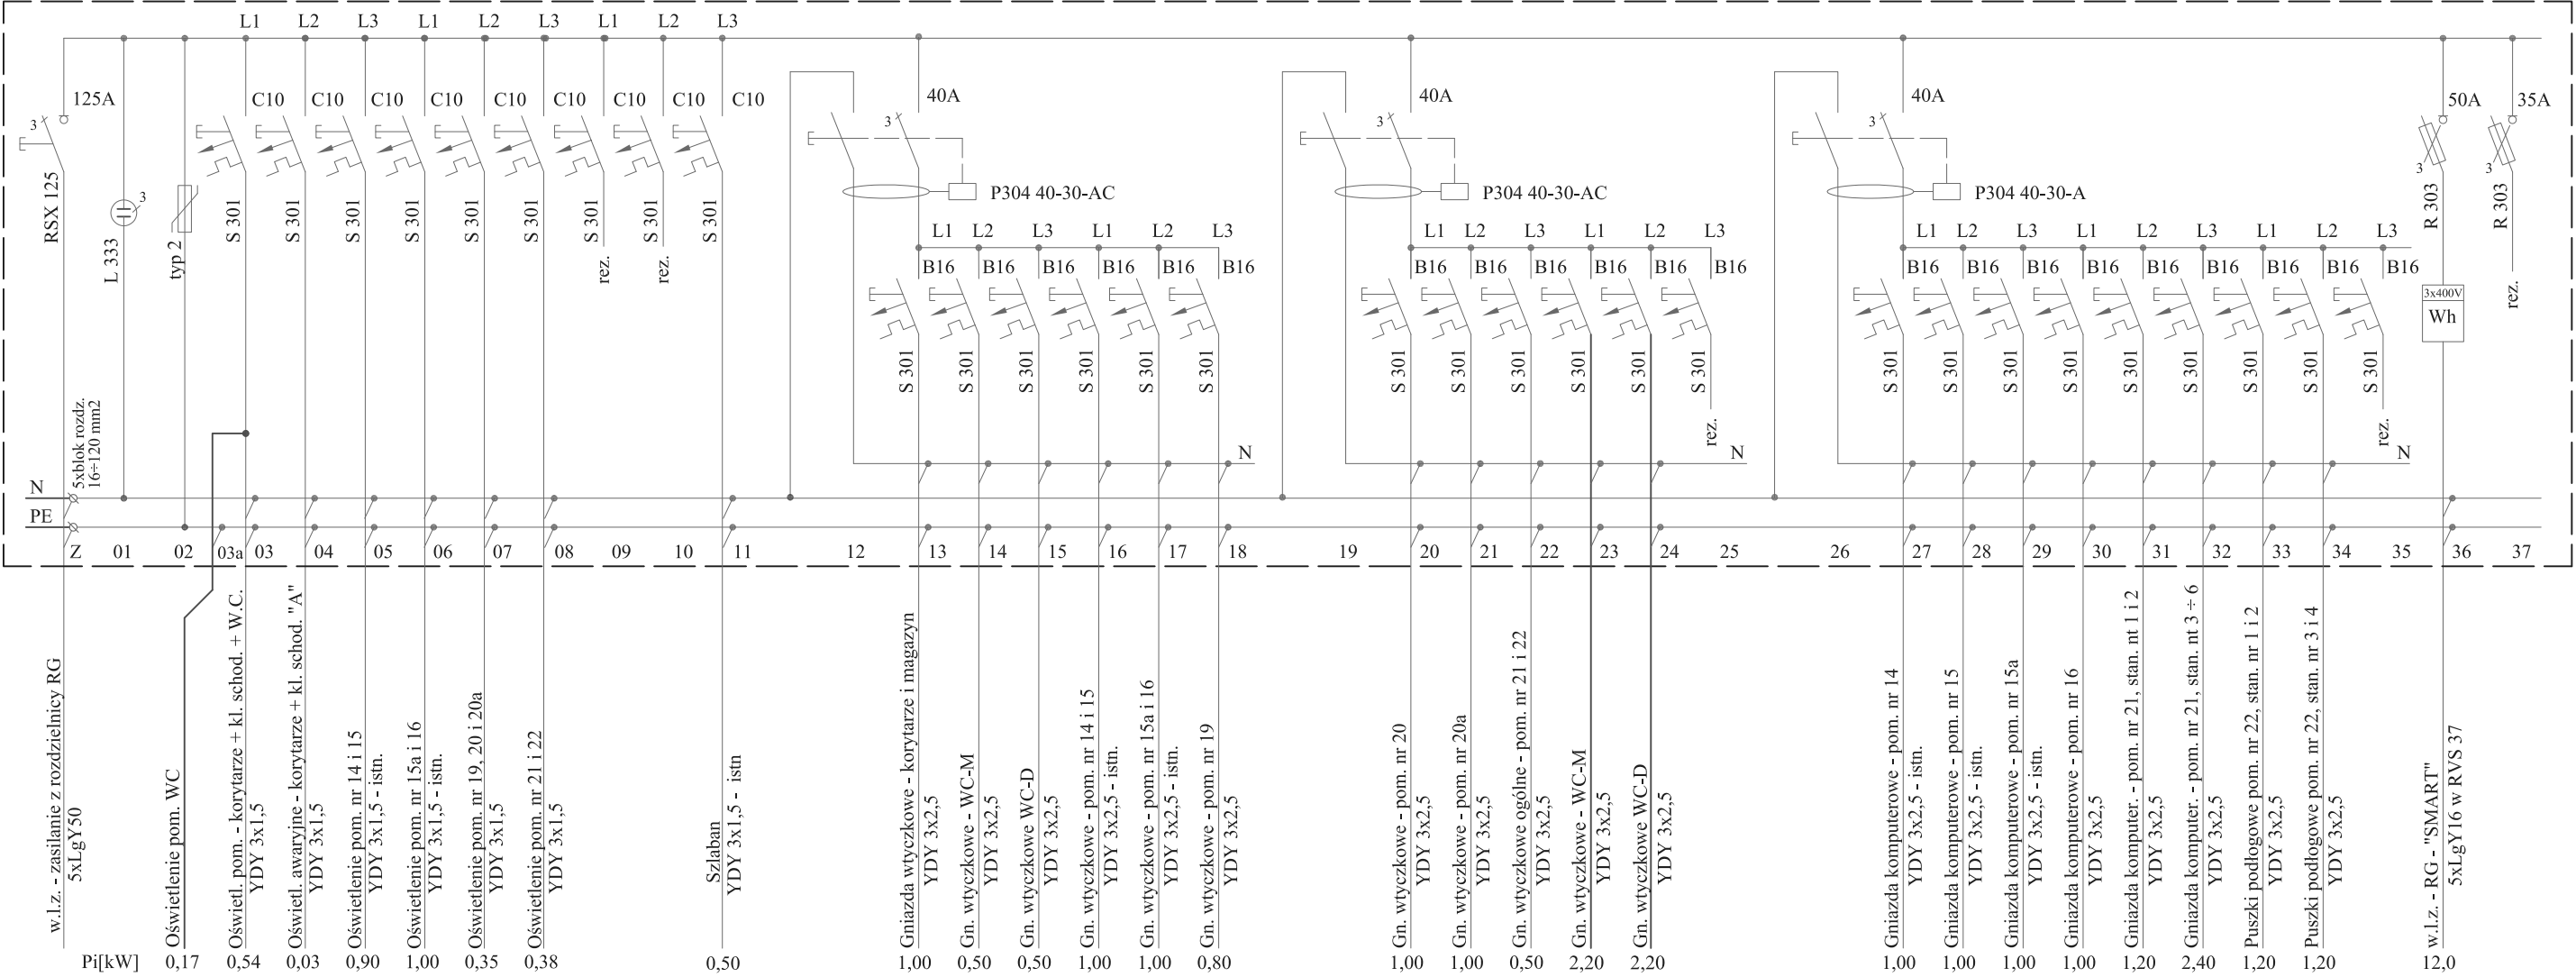 L1 L2 L3 L1 L2 L3 L1 L2 L3
125A C10 C10 C10 C10 C10 C10 C10 C10 C10 40A 40A 40A 50A 35A
3 3 3 3 3 3
RSX 125
3
L 333
typ 2
S 301 S 301 S 301 S 301 S 301 S 301 S 301 S 301 S 301
rez. rez.
P304 40-30-AC P304 40-30-AC P304 40-30-A
R 303 R 303
L1 L2 L3 L1 L2 L3 L1 L2 L3 L1 L2 L3 L1 L2 L3 L1 L2 L3 L1 L2 L3
B16 B16 B16 B16 B16 B16 B16 B16 B16 B16 B16 B16 B16 B16 B16 B16 B16 B16 B16 B16 B16
3x400V
Wh
rez.
S 301 S 301 S 301 S 301 S 301 S 301 S 301 S 301 S 301 S 301 S 301 S 301 S 301 S 301 S 301 S 301 S 301 S 301 S 301 S 301 S 301
rez. rez.
5xblok rozdz.
16÷120 mm2
N N N
N
PE
Z 01 02 03a 03 04 05 06 07 08 09 10 11 12 13 14 15 16 17 18 19 20 21 22 23 24 25 26 27 28 29 30 31 32 33 34 35 36 37
w.l.z. - zasilanie z rozdzielnicy RG
5xLgY50
Oświetlenie pom. WC
Oświetl. pom. - korytarze + kl. schod. + W.C.
YDY 3x1,5
Oświetl. awaryjne - korytarze + kl. schod. "A"
YDY 3x1,5
Oświetlenie pom. nr 14 i 15
YDY 3x1,5 - istn.
Oświetlenie pom. nr 15a i 16
YDY 3x1,5 - istn.
Oświetlenie pom. nr 19, 20 i 20a
YDY 3x1,5
Oświetlenie pom. nr 21 i 22
YDY 3x1,5
Szlaban
YDY 3x1,5 - istn
Gniazda wtyczkowe - korytarze i magazyn
YDY 3x2,5
Gn. wtyczkowe - WC-M
YDY 3x2,5
Gn. wtyczkowe WC-D
YDY 3x2,5
Gn. wtyczkowe - pom. nr 14 i 15
YDY 3x2,5 - istn.
Gn. wtyczkowe - pom. nr 15a i 16
YDY 3x2,5 - istn.
Gn. wtyczkowe - pom. nr 19
YDY 3x2,5
Gn. wtyczkowe - pom. nr 20
YDY 3x2,5
Gn. wtyczkowe - pom. nr 20a
YDY 3x2,5
Gn. wtyczkowe ogólne - pom. nr 21 i 22
YDY 3x2,5
Gn. wtyczkowe - WC-M
YDY 3x2,5
Gn. wtyczkowe WC-D
YDY 3x2,5
Gniazda komputerowe - pom. nr 14
YDY 3x2,5 - istn.
Gniazda komputerowe - pom. nr 15
YDY 3x2,5 - istn.
Gniazda komputerowe - pom. nr 15a
YDY 3x2,5 - istn.
Gniazda komputerowe - pom. nr 16
YDY 3x2,5
Gniazda komputer. - pom. nr 21, stan. nt 1 i 2
YDY 3x2,5
Gniazda komputer. - pom. nr 21, stan. nt 3 ÷ 6
YDY 3x2,5
Puszki podłogowe pom. nr 22, stan. nr 1 i 2
YDY 3x2,5
Puszki podłogowe pom. nr 22, stan. nr 3 i 4
YDY 3x2,5
w.l.z. - RG - "SMART"
5xLgY16 w RVS 37
Pi[kW] 0,17 0,54 0,03 0,90 1,00 0,35 0,38 0,50 1,00 0,50 0,50 1,00 1,00 0,80 1,00 1,00 0,50 2,20 2,20 1,00 1,00 1,00 1,00 1,20 2,40 1,20 1,20 12,0